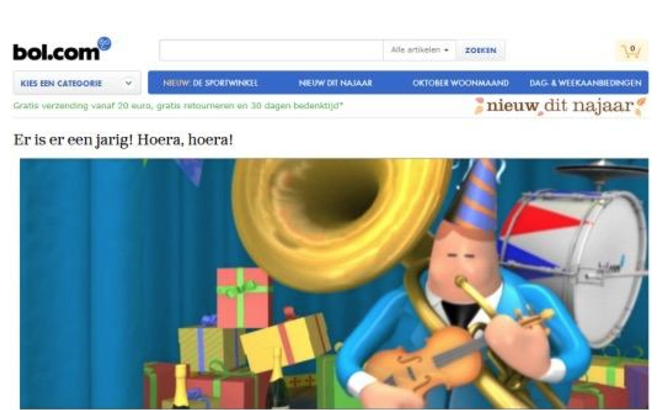 bol.com
Alle artikelen
ZOEKEN
0
KIES EEN CATEGORIE
NIEUW: DE SPORTWINKEL
NIEUW DIT NAJAAR
OKTOBER WOONMAAND
DAG- & WEEKAANBIEDINGEN
Gratis verzending vanaf 20 euro, gratis retourneren en 30 dagen bedenktijd*
nieuw dit najaar
Er is er een jarig! Hoera, hoera!
bol.com